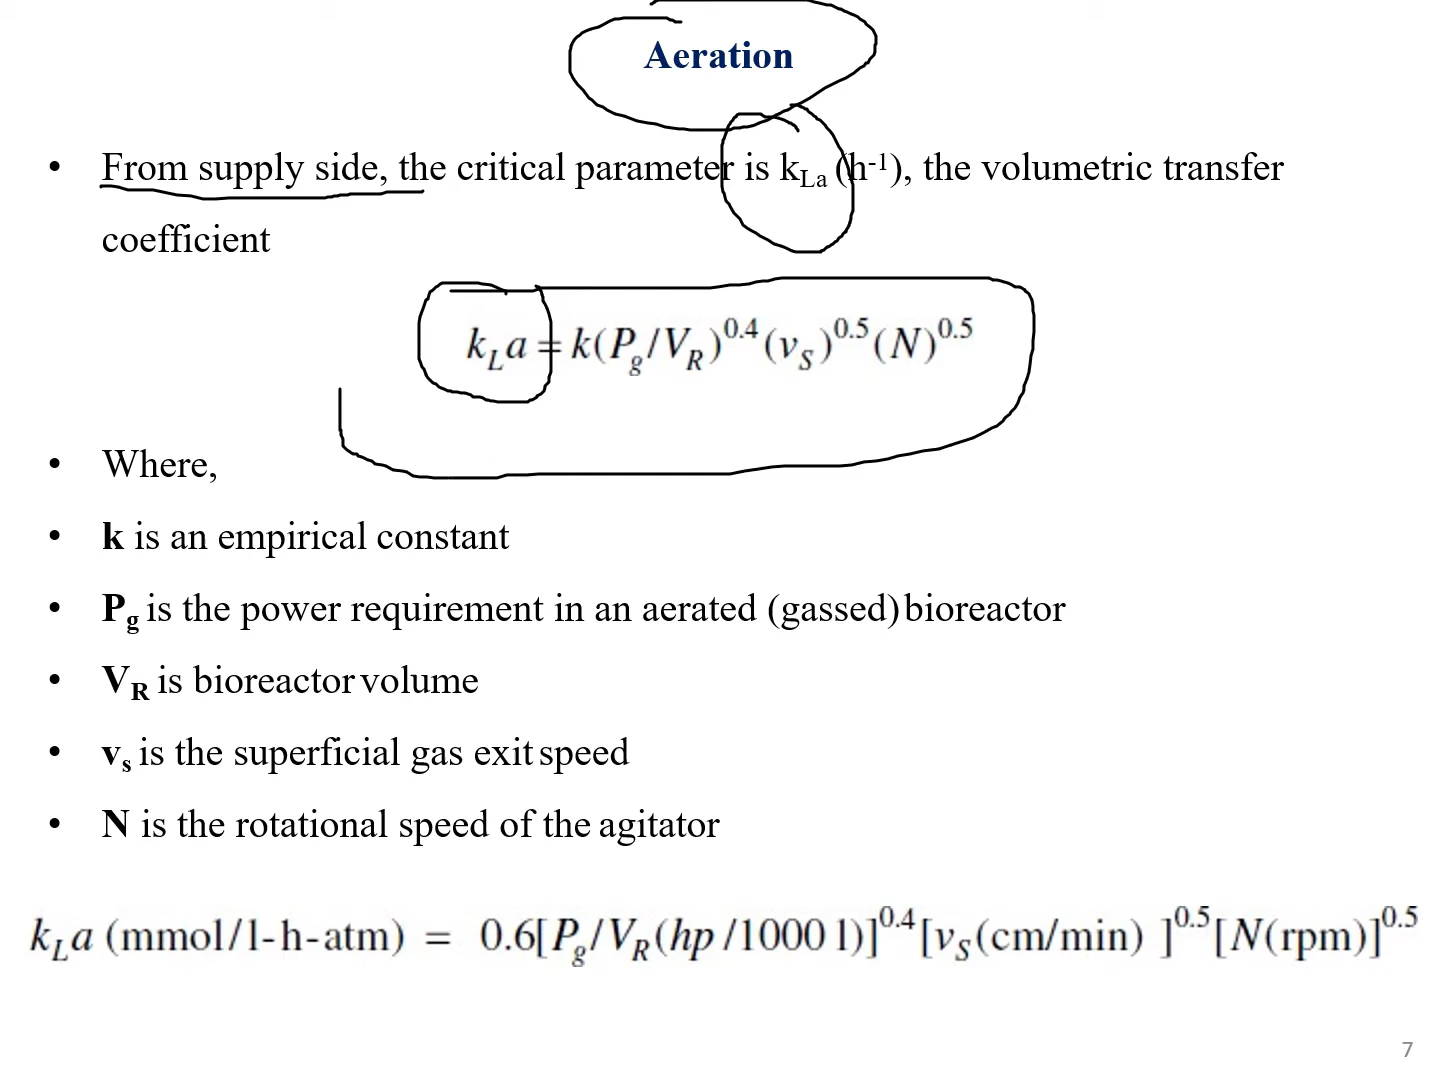 Aeration
• From supply side, the critical parameter is kLa (h-1), the volumetric transfer
coefficient
kLa = k(Pg/VR)^0.4(vS)^0.5(N)^0.5
• Where,
• k is an empirical constant
• Pg is the power requirement in an aerated (gassed) bioreactor
• VR is bioreactor volume
• vs is the superficial gas exit speed
• N is the rotational speed of the agitator
kLa (mmol/l-h-atm) = 0.6[Pg/VR(hp/1000 l)]^0.4[vS(cm/min) ]^0.5[N(rpm)]^0.5
7